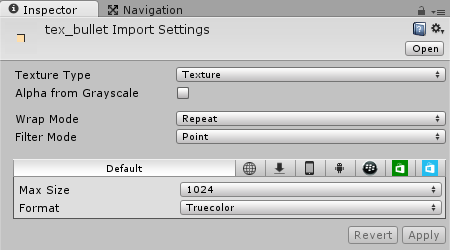 Inspector Navigation
tex_bullet Import Settings
Open
Texture Type Texture
Alpha from Grayscale
Wrap Mode Repeat
Filter Mode Point
Default
Max Size 1024
Format Truecolor
Revert Apply